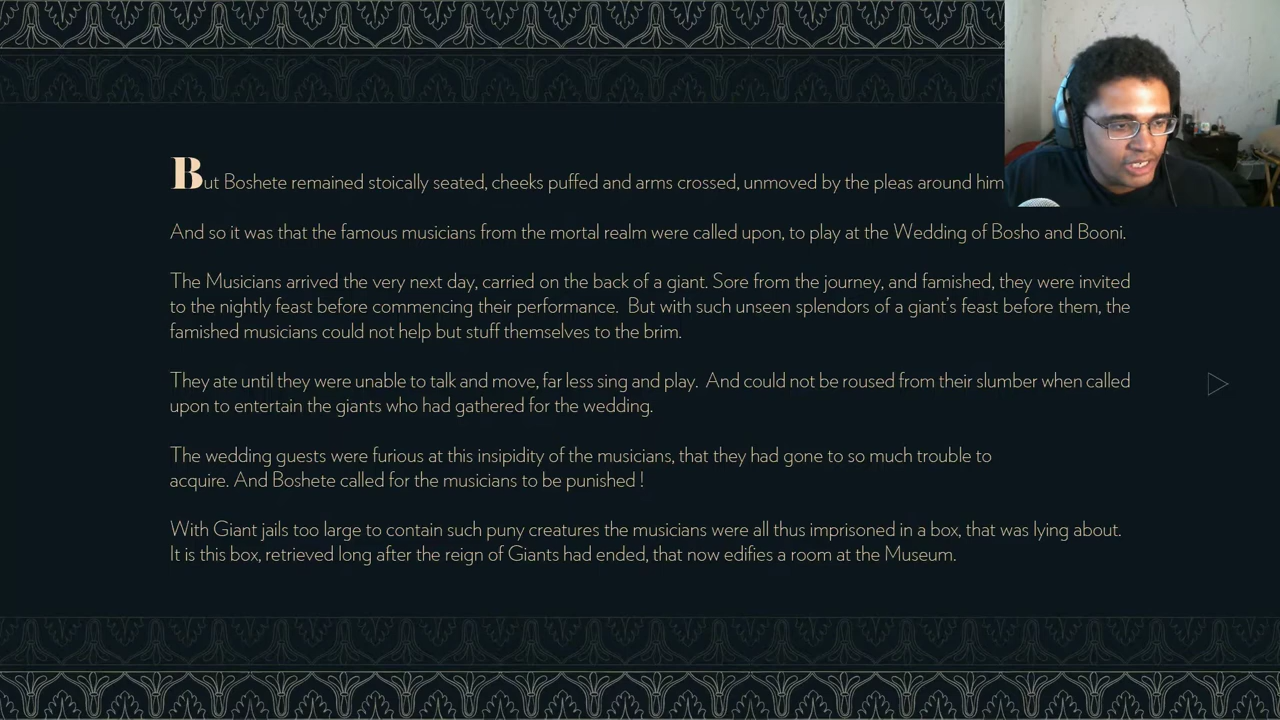 But Boshete remained stoically seated, cheeks puffed and arms crossed, unmoved by the pleas around him
And so it was that the famous musicians from the mortal realm were called upon, to play at the Wedding of Bosho and Booni.
The Musicians arrived the very next day, carried on the back of a giant. Sore from the journey, and famished, they were invited
to the nightly feast before commencing their performance.  But with such unseen splendors of a giant's feast before them, the
famished musicians could not help but stuff themselves to the brim.
They ate until they were unable to talk and move, far less sing and play.  And could not be roused from their slumber when called
upon to entertain the giants who had gathered for the wedding.
The wedding guests were furious at this insipidity of the musicians, that they had gone to so much trouble to
acquire. And Boshete called for the musicians to be punished !
With Giant jails too large to contain such puny creatures the musicians were all thus imprisoned in a box, that was lying about.
It is this box, retrieved long after the reign of Giants had ended, that now edifies a room at the Museum.